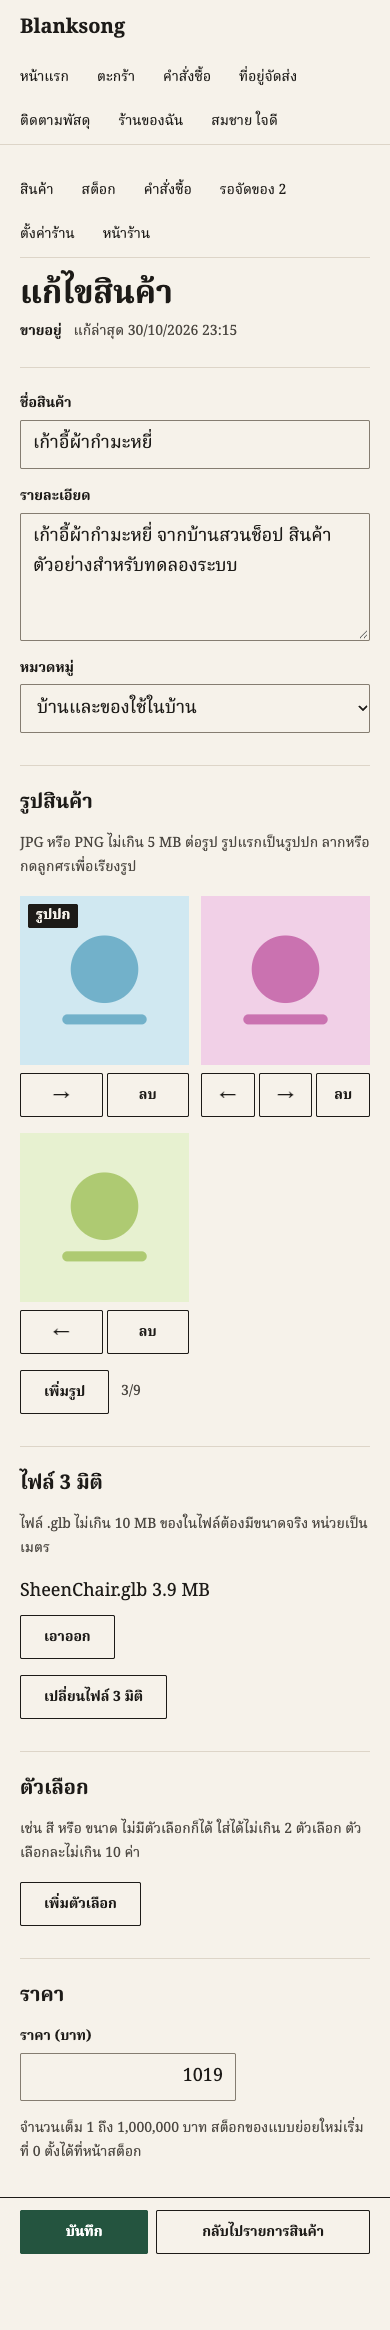 Blanksong
หน้าแรก ตะกร้า คำสั่งซื้อ ที่อยู่จัดส่ง
ติดตามพัสดุ ร้านของฉัน สมชาย ใจดี
สินค้า สต็อก คำสั่งซื้อ รอจัดของ 2
ตั้งค่าร้าน หน้าร้าน
แก้ไขสินค้า
ขายอยู่ แก้ล่าสุด 30/10/2026 23:15
ชื่อสินค้า
เก้าอี้ผ้ากำมะหยี่
รายละเอียด
เก้าอี้ผ้ากำมะหยี่ จากบ้านสวนช็อป สินค้า
ตัวอย่างสำหรับทดลองระบบ
หมวดหมู่
บ้านและของใช้ในบ้าน
รูปสินค้า
JPG หรือ PNG ไม่เกิน 5 MB ต่อรูป รูปแรกเป็นรูปปก ลากหรือ
กดลูกศรเพื่อเรียงรูป
รูปปก
→ ลบ ← → ลบ
← ลบ
เพิ่มรูป 3/9
ไฟล์ 3 มิติ
ไฟล์ .glb ไม่เกิน 10 MB ของในไฟล์ต้องมีขนาดจริง หน่วยเป็น
เมตร
SheenChair.glb 3.9 MB
เอาออก
เปลี่ยนไฟล์ 3 มิติ
ตัวเลือก
เช่น สี หรือ ขนาด ไม่มีตัวเลือกก็ได้ ใส่ได้ไม่เกิน 2 ตัวเลือก ตัว
เลือกละไม่เกิน 10 ค่า
เพิ่มตัวเลือก
ราคา
ราคา (บาท)
1019
จำนวนเต็ม 1 ถึง 1,000,000 บาท สต็อกของแบบย่อยใหม่เริ่ม
ที่ 0 ตั้งได้ที่หน้าสต็อก
บันทึก กลับไปรายการสินค้า